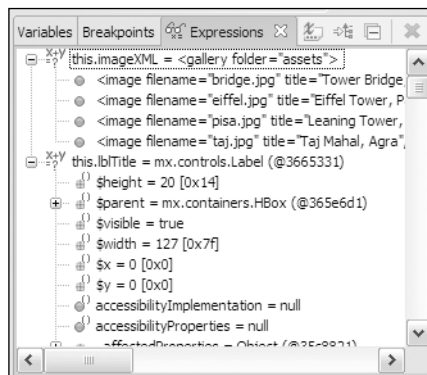 Variables Breakpoints Expressions
this.imageXML = <gallery folder="assets">
<image filename="bridge.jpg" title="Tower Bridge,
<image filename="eiffel.jpg" title="Eiffel Tower, P
<image filename="pisa.jpg" title="Leaning Tower,
<image filename="taj.jpg" title="Taj Mahal, Agra",
this.lblTitle = mx.controls.Label (@3665331)
$height = 20 [0x14]
$parent = mx.containers.HBox (@365e6d1)
$visible = true
$width = 127 [0x7f]
$x = 0 [0x0]
$y = 0 [0x0]
accessibilityImplementation = null
accessibilityProperties = null
affectedProperties = Object (@35c8821)